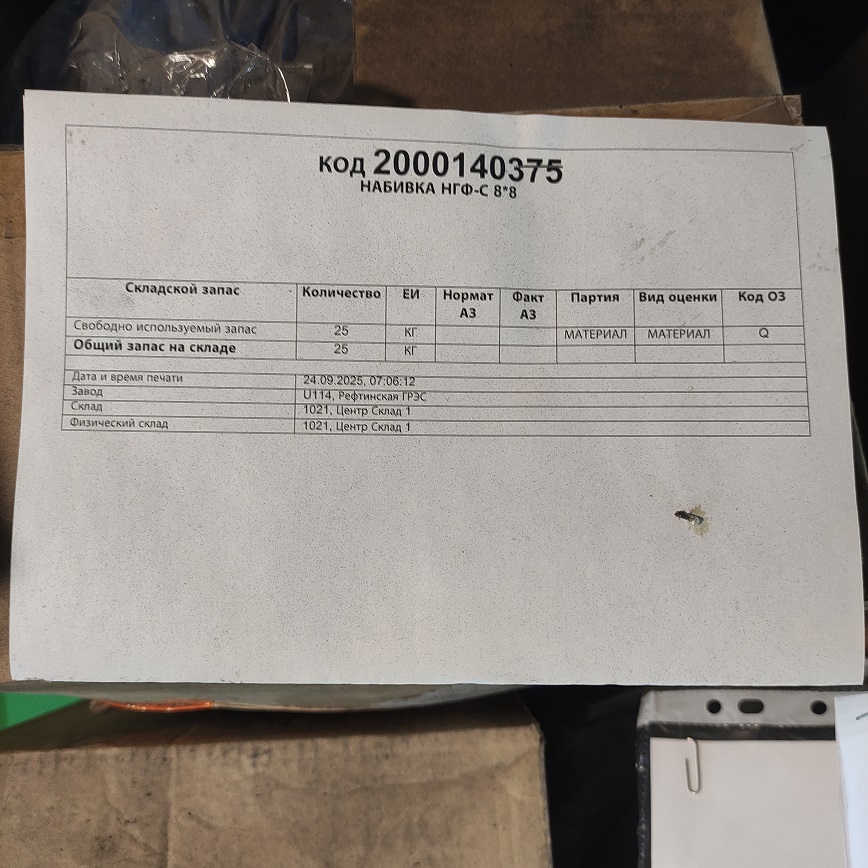 код 2000140375
НАБИВКА НГФ-С 8*8
Складской запас Количество ЕИ Нормат АЗ Факт АЗ Партия Вид оценки Код ОЗ
Свободно используемый запас 25 КГ МАТЕРИАЛ МАТЕРИАЛ Q
Общий запас на складе 25 КГ
Дата и время печати 24.09.2025, 07:06:12
Завод U114, Рефтинская ГРЭС
Склад 1021, Центр Склад 1
Физический склад 1021, Центр Склад 1